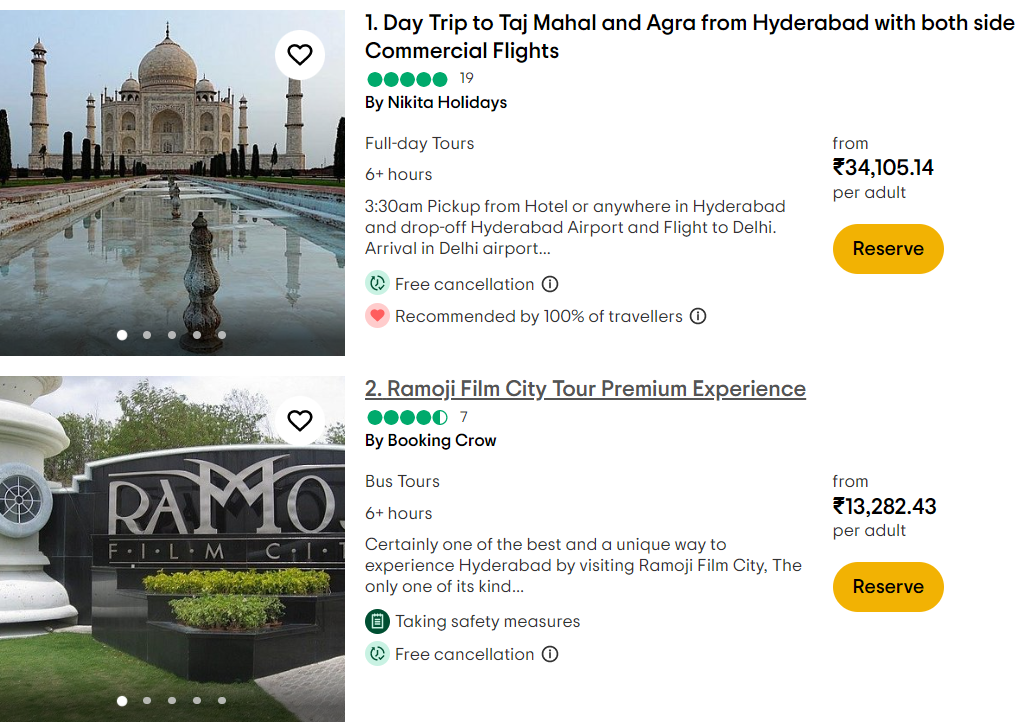 1. Day Trip to Taj Mahal and Agra from Hyderabad with both side
Commercial Flights
19
By Nikita Holidays
Full-day Tours
6+ hours
3:30am Pickup from Hotel or anywhere in Hyderabad
and drop-off Hyderabad Airport and Flight to Delhi.
Arrival in Delhi airport...
Free cancellation
Recommended by 100% of travellers
from
₹34,105.14
per adult
Reserve
RAMO
F·I·L·M C·I·T
2. Ramoji Film City Tour Premium Experience
7
By Booking Crow
Bus Tours
6+ hours
Certainly one of the best and a unique way to
experience Hyderabad by visiting Ramoji Film City, The
only one of its kind...
Taking safety measures
Free cancellation
from
₹13,282.43
per adult
Reserve